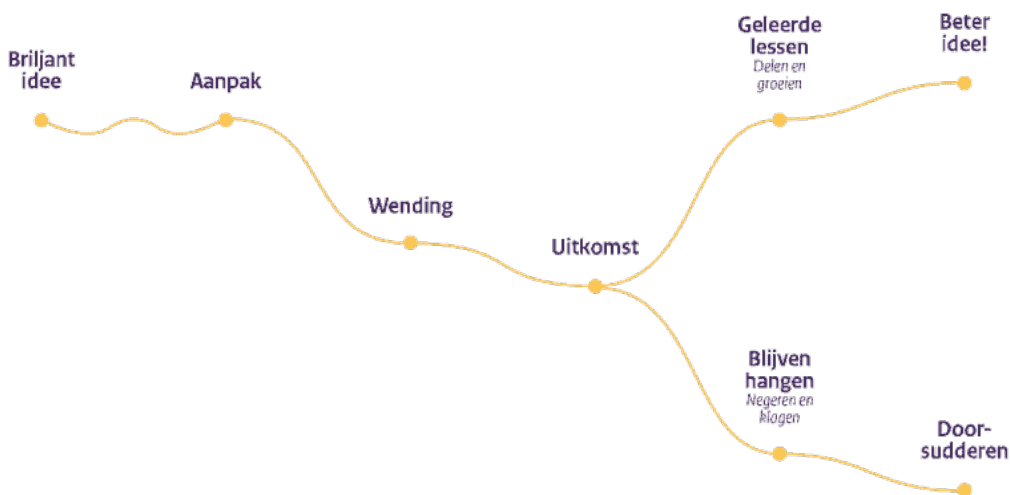 Briljant
idee
Aanpak
Wending
Uitkomst
Geleerde
lessen
Delen en
groeien
Beter
idee!
Blijven
hangen
Negeren en
klagen
Door-
sudderen